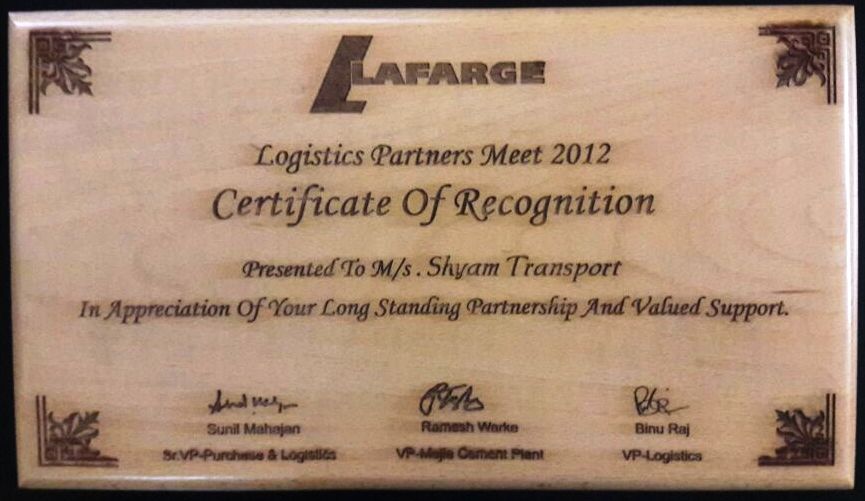 LAFARGE
Logistics Partners Meet 2012
Certificate Of Recognition
Presented To M/s. Shyam Transport
In Appreciation Of Your Long Standing Partnership And Valued Support.
Sunil Mahajan Ramesh Warke Binu Raj
Sr.VP-Purchase & Logistics VP-Mejia Cement Plant VP-Logistics